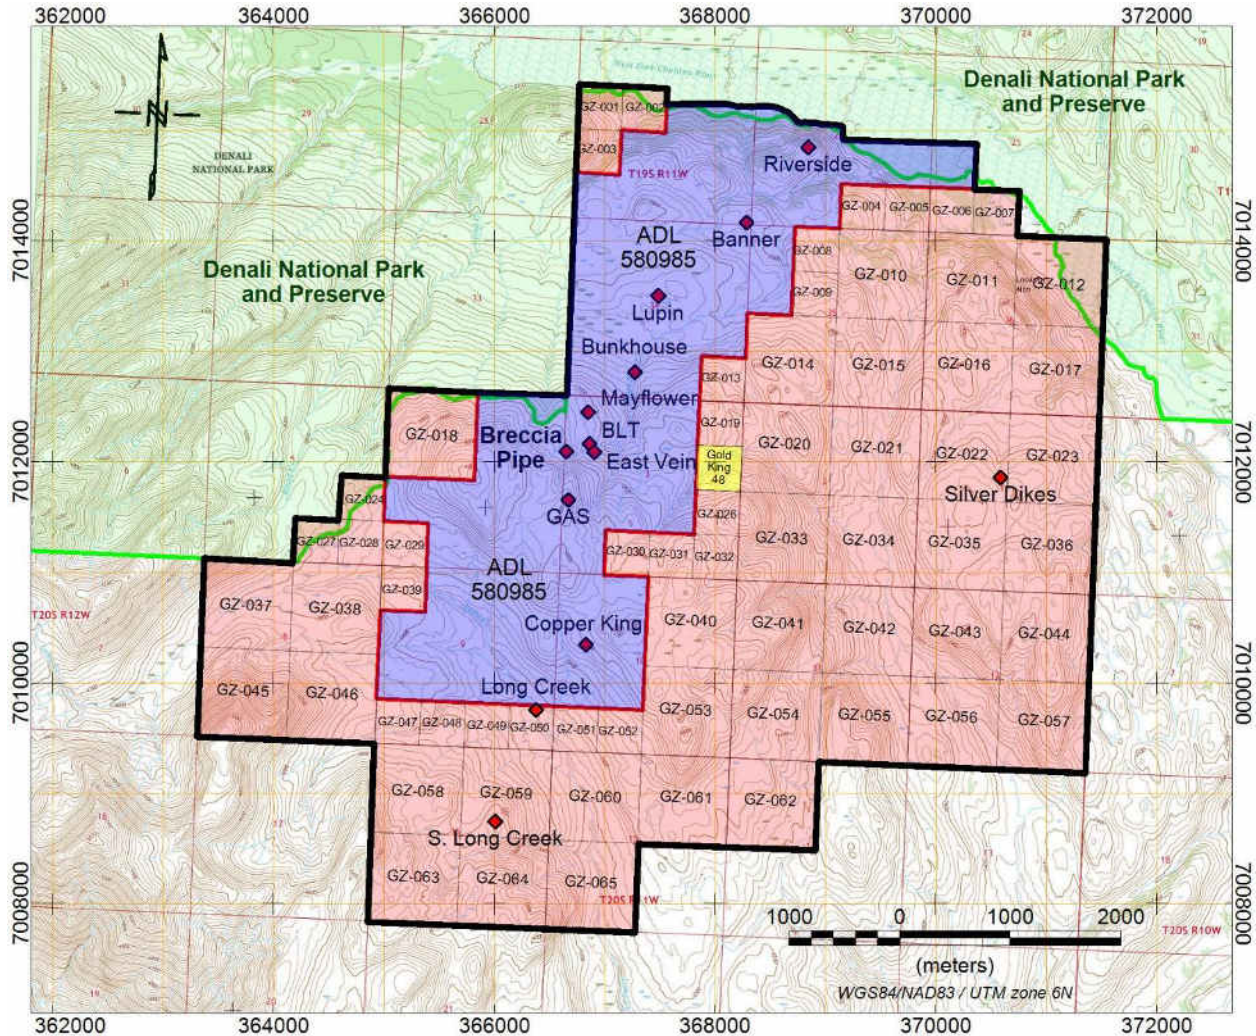 362000 364000 366000 368000 370000 372000
Denali National Park
and Preserve
N
DENALI
NATIONAL PARK
GZ-001 GZ-002
GZ-003
T19S R11W
Riverside
GZ-004 GZ-005 GZ-006 GZ-007
7014000
7014000
ADL
580985
Banner
GZ-008
GZ-009
GZ-010
GZ-011
GZ-012
Denali National Park
and Preserve
Lupin
Bunkhouse
Mayflower
GZ-013
GZ-014
GZ-015
GZ-016
GZ-017
GZ-018
Breccia
Pipe
BLT
East Vein
GZ-019
GZ-020
GZ-021
GZ-022
GZ-023
7012000
7012000
Gold
King
48
Silver Dikes
GAS
GZ-024
GZ-026
GZ-027 GZ-028 GZ-029
GZ-030 GZ-031 GZ-032
GZ-033
GZ-034
GZ-035
GZ-036
ADL
580985
GZ-037
GZ-038
GZ-039
T20S R12W
Copper King
GZ-040
GZ-041
GZ-042
GZ-043
GZ-044
7010000
7010000
Long Creek
GZ-045
GZ-046
GZ-047 GZ-048 GZ-049 GZ-050 GZ-051 GZ-052
GZ-053
GZ-054
GZ-055
GZ-056
GZ-057
GZ-058
GZ-059
GZ-060
GZ-061
GZ-062
S. Long Creek
GZ-063
GZ-064
GZ-065
7008000
7008000
1000 0 1000 2000
T20S R10W
(meters)
WGS84/NAD83 / UTM zone 6N
362000 364000 366000 368000 370000 372000